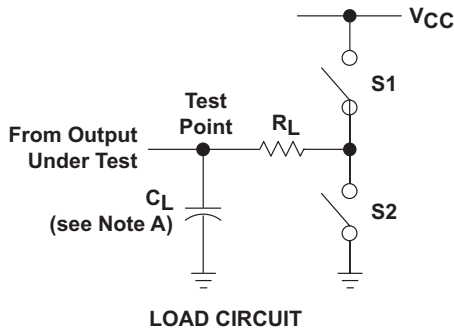 VCC
S1
Test
Point
RL
From Output
Under Test
CL
(see Note A)
S2
LOAD CIRCUIT